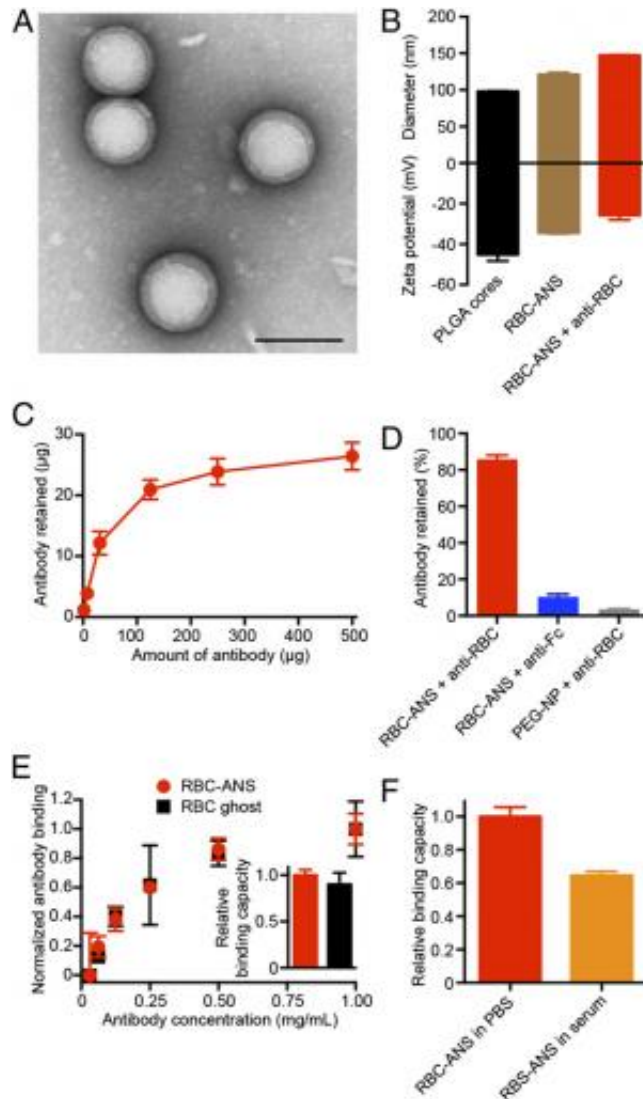 A
B
Diameter (nm)
Zeta potential (mV)
200
150
100
50
0
-20
-40
-60
PLGA cores
RBC-ANS
RBC-ANS + anti-RBC
C
Antibody retained (µg)
30
20
10
0
0 100 200 300 400 500
Amount of antibody (µg)
D
Antibody retained (%)
100
80
60
40
20
0
RBC-ANS + anti-RBC
RBC-ANS + anti-Fc
PEG-NP + anti-RBC
E
RBC-ANS
RBC ghost
Normalized antibody binding
1.2
1.0
0.8
0.6
0.4
0.2
0
0.25 0.50 0.75 1.00
Antibody concentration (mg/mL)
Relative
binding capacity
1.0
0.5
0
F
Relative binding capacity
1.2
1.0
0.8
0.6
0.4
0.2
0
RBC-ANS in PBS
RBS-ANS in serum